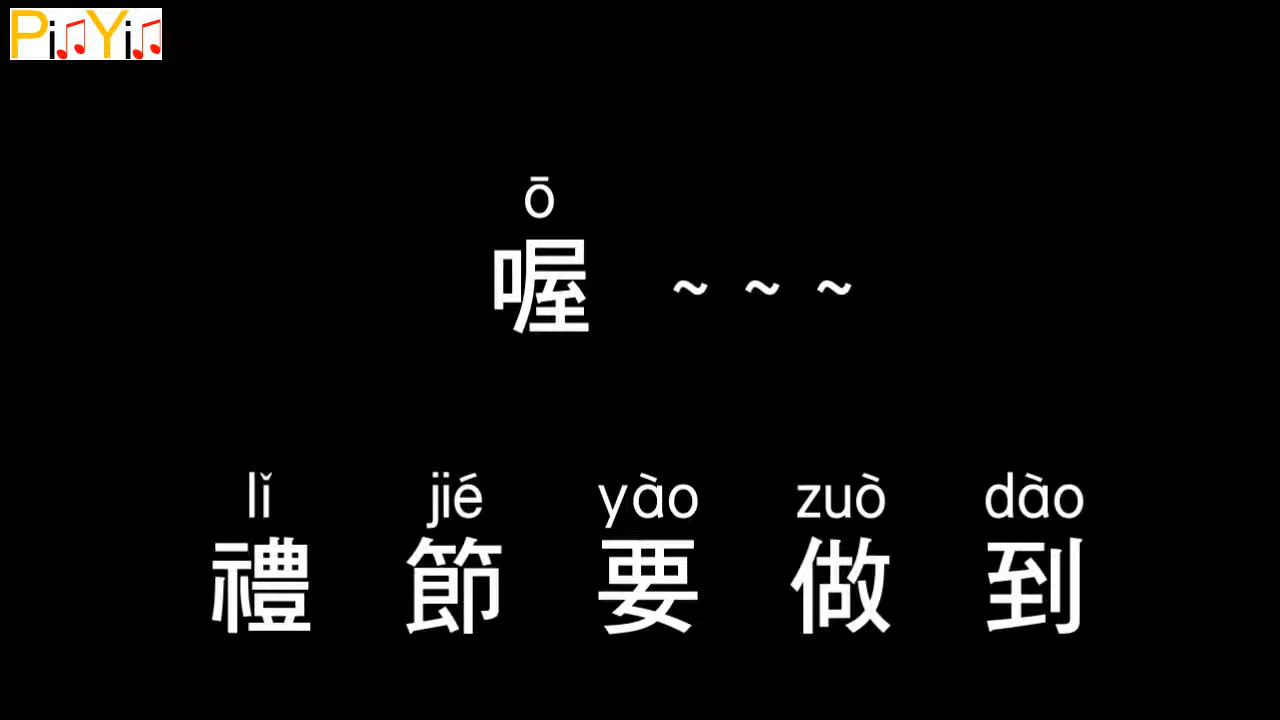 PinYin
ō
喔 ~ ~ ~
lǐ jié yào zuò dào
禮 節 要 做 到